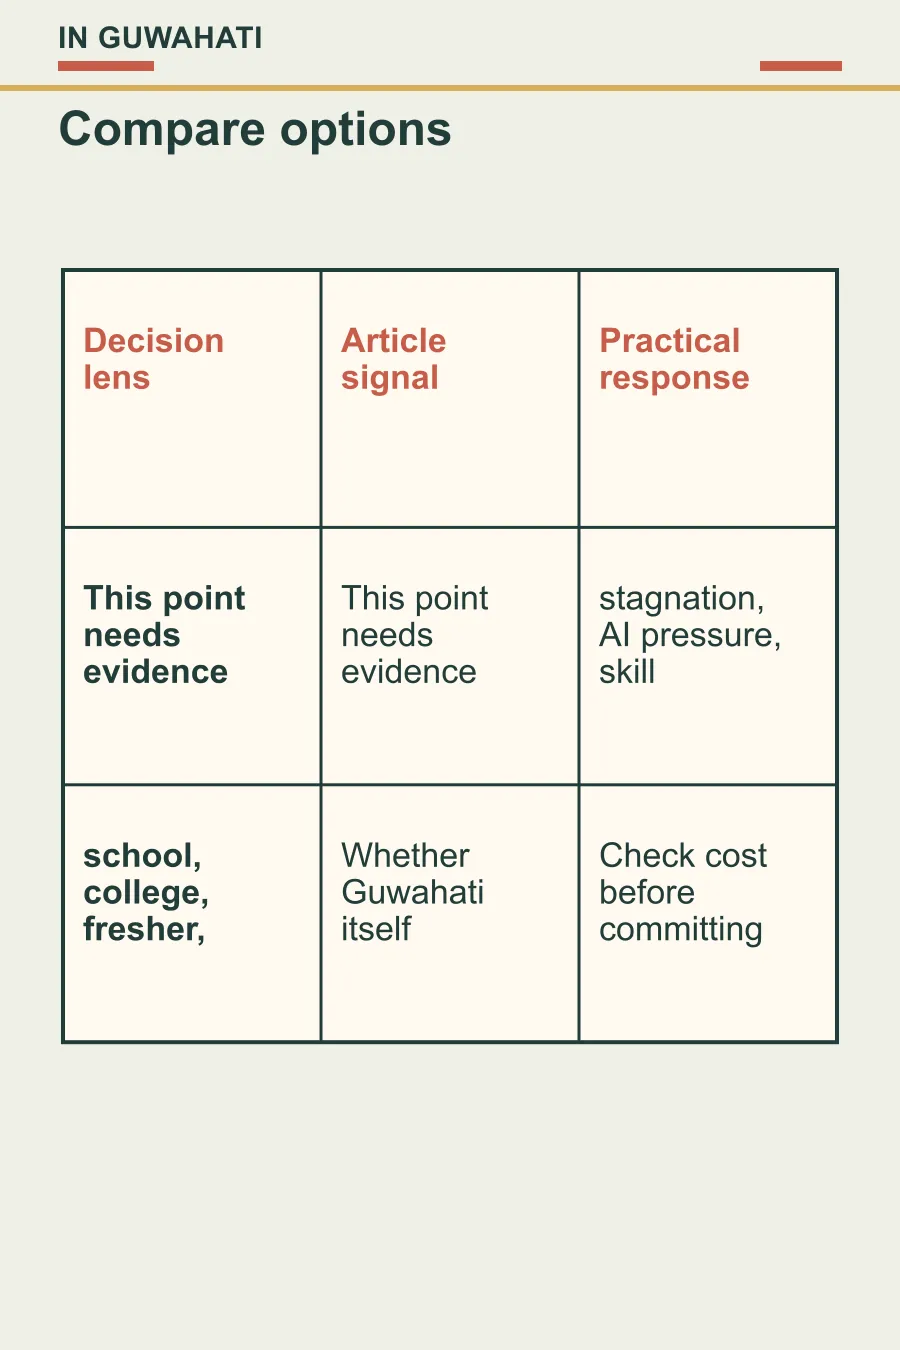 IN GUWAHATI
Compare options
Decision
lens
Article
signal
Practical
response
This point
needs
evidence
This point
needs
evidence
stagnation,
AI pressure,
skill
school,
college,
fresher,
Whether
Guwahati
itself
Check cost
before
committing